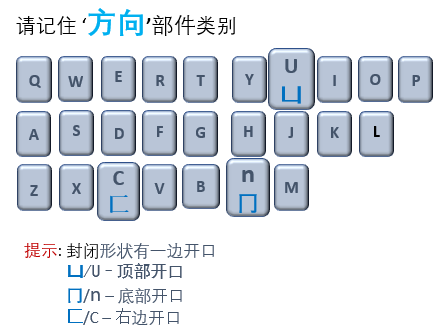 请记住 ‘方向’部件类别
Q W E R T Y U I O P
凵
A S D F G H J K L
Z X C V B n M
匚 冂
提示: 封闭形状有一边开口
凵/U – 顶部开口
冂/n – 底部开口
匚/C – 右边开口